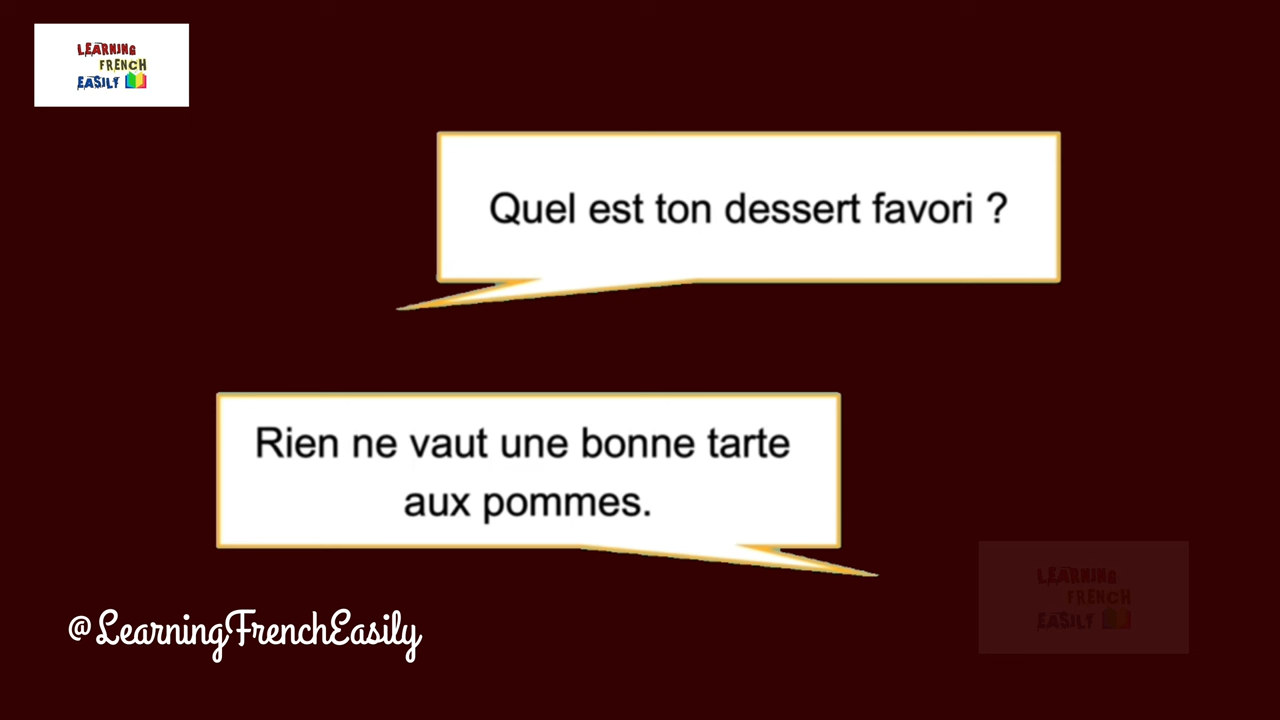 LEARNING
FRENCH
EASILY
Quel est ton dessert favori ?
Rien ne vaut une bonne tarte
aux pommes.
@LearningFrenchEasily
LEARNING
FRENCH
EASILY